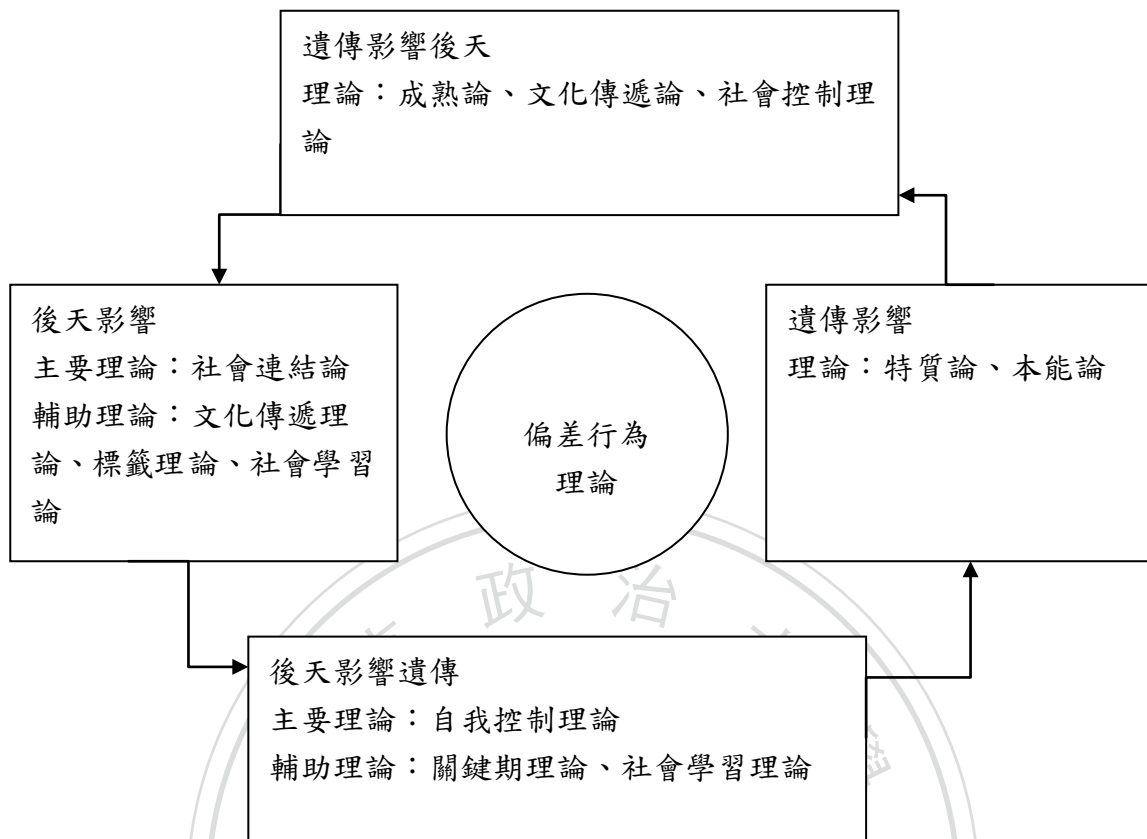 遺傳影響後天
理論：成熟論、文化傳遞論、社會控制理
論
後天影響
主要理論：社會連結論
輔助理論：文化傳遞理
論、標籤理論、社會學習
論
偏差行為
理論
遺傳影響
理論：特質論、本能論
政治
後天影響遺傳
主要理論：自我控制理論
輔助理論：關鍵期理論、社會學習理論